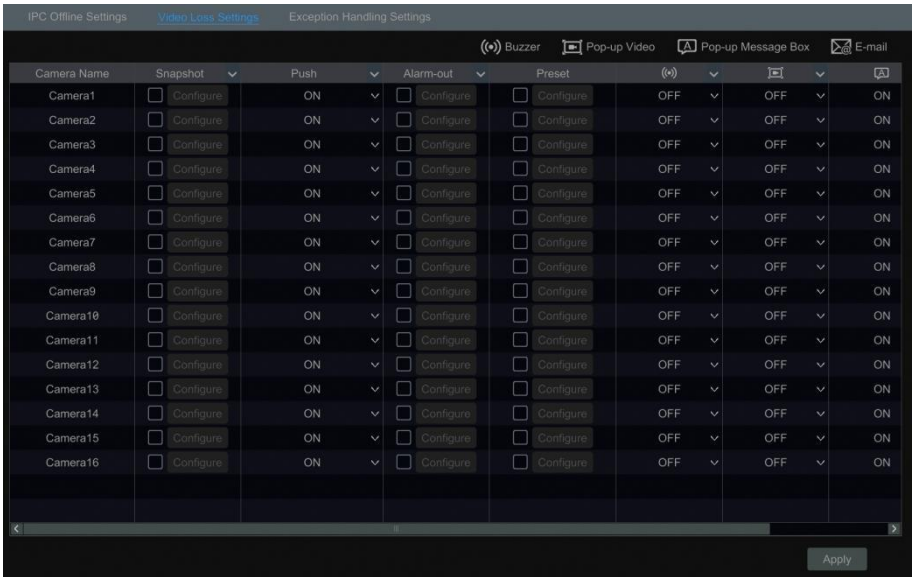 IPC Offline Settings Video Loss Settings Exception Handling Settings
Buzzer Pop-up Video A Pop-up Message Box E-mail
Camera Name Snapshot Push Alarm-out Preset A
Camera1 Configure ON Configure Configure OFF OFF ON
Camera2 Configure ON Configure Configure OFF OFF ON
Camera3 Configure ON Configure Configure OFF OFF ON
Camera4 Configure ON Configure Configure OFF OFF ON
Camera5 Configure ON Configure Configure OFF OFF ON
Camera6 Configure ON Configure Configure OFF OFF ON
Camera7 Configure ON Configure Configure OFF OFF ON
Camera8 Configure ON Configure Configure OFF OFF ON
Camera9 Configure ON Configure Configure OFF OFF ON
Camera10 Configure ON Configure Configure OFF OFF ON
Camera11 Configure ON Configure Configure OFF OFF ON
Camera12 Configure ON Configure Configure OFF OFF ON
Camera13 Configure ON Configure Configure OFF OFF ON
Camera14 Configure ON Configure Configure OFF OFF ON
Camera15 Configure ON Configure Configure OFF OFF ON
Camera16 Configure ON Configure Configure OFF OFF ON
Apply